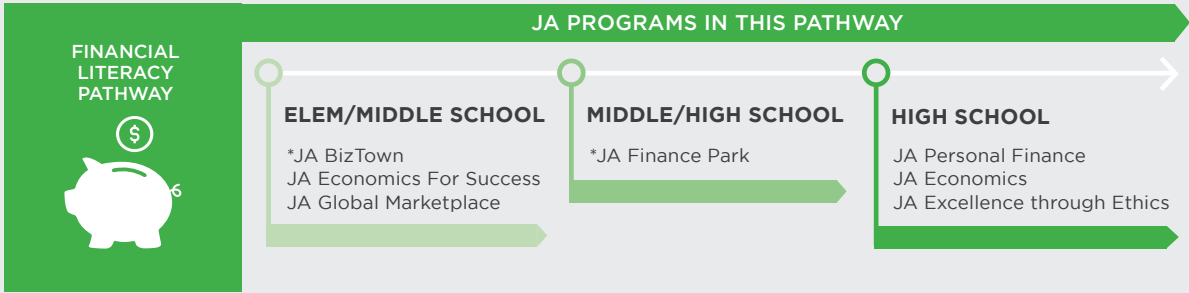 FINANCIAL
LITERACY
PATHWAY
$
JA PROGRAMS IN THIS PATHWAY
ELEM/MIDDLE SCHOOL
*JA BizTown
JA Economics For Success
JA Global Marketplace
MIDDLE/HIGH SCHOOL
*JA Finance Park
HIGH SCHOOL
JA Personal Finance
JA Economics
JA Excellence through Ethics